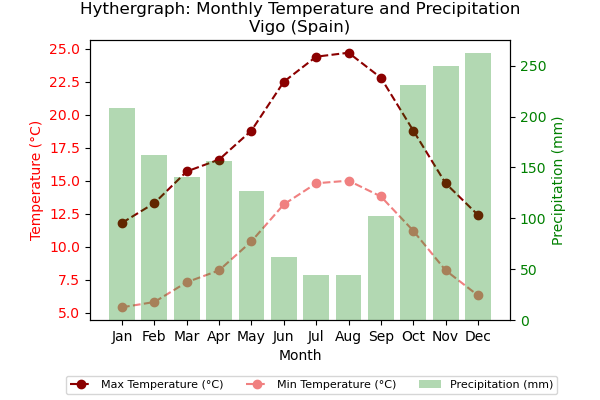 Hythergraph: Monthly Temperature and Precipitation
Vigo (Spain)
Temperature (°C)
25.0
22.5
20.0
17.5
15.0
12.5
10.0
7.5
5.0
Precipitation (mm)
250
200
150
100
50
0
Jan Feb Mar Apr May Jun Jul Aug Sep Oct Nov Dec
Month
Max Temperature (°C) Min Temperature (°C) Precipitation (mm)